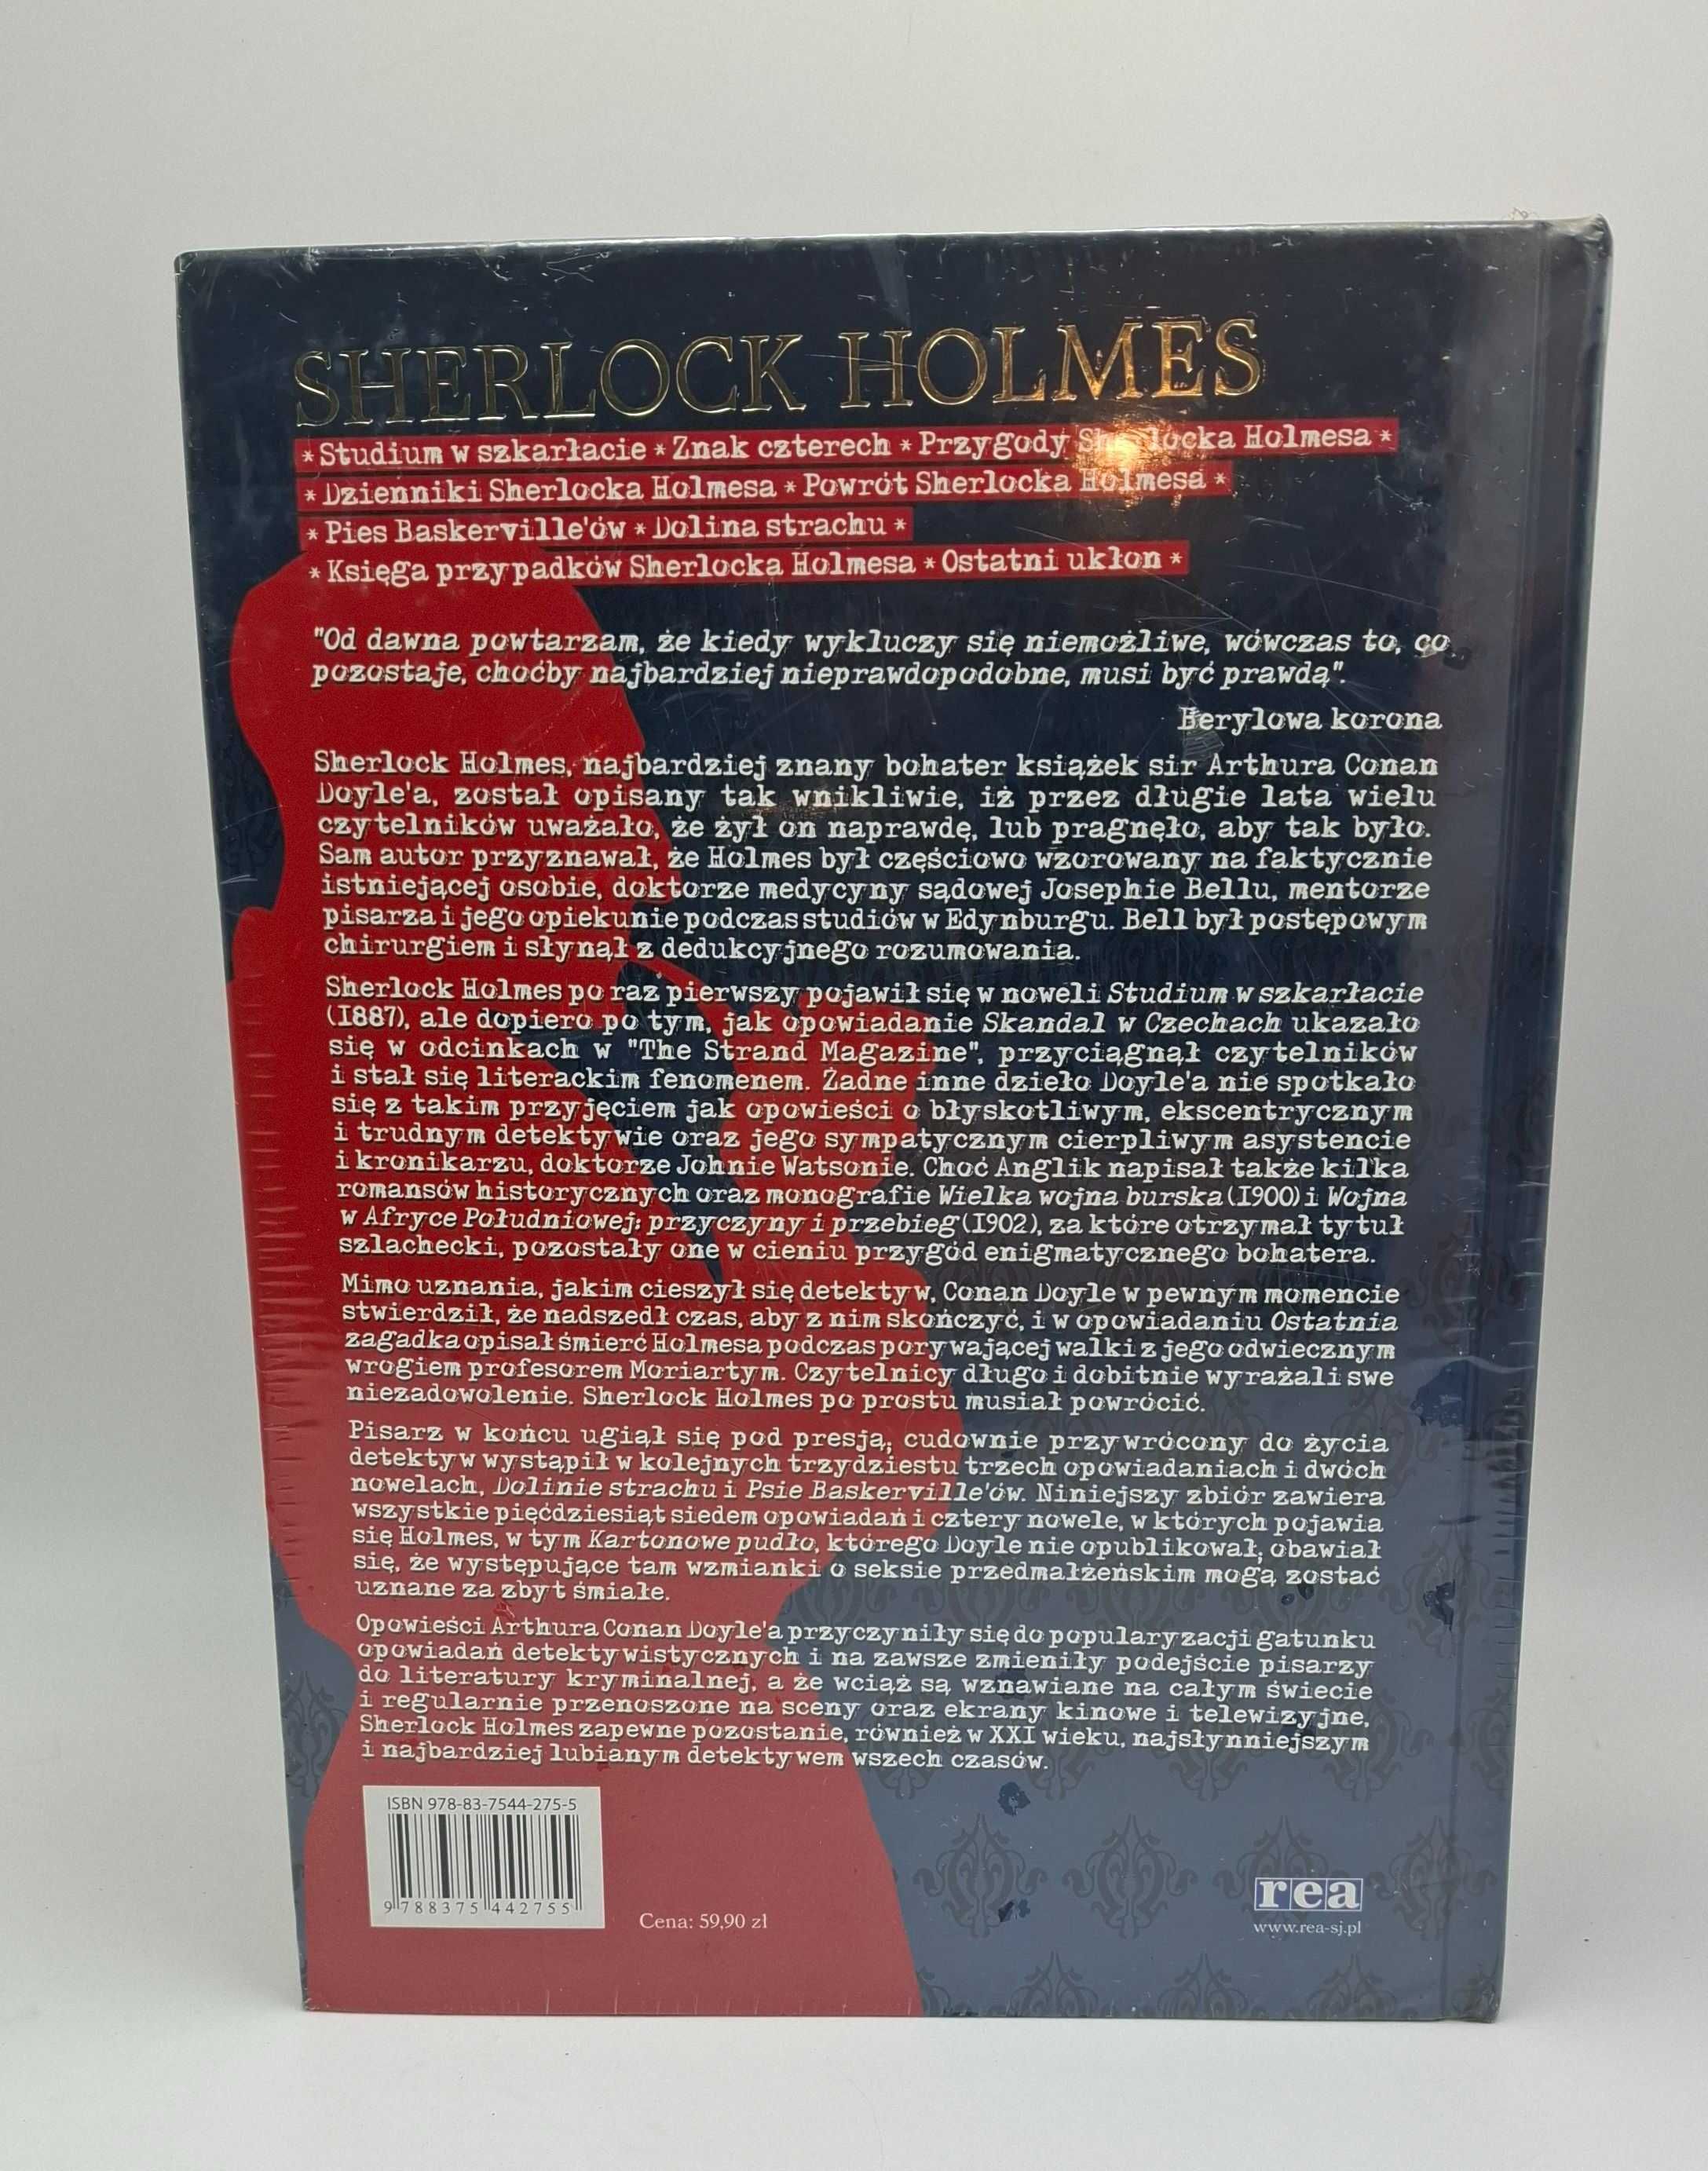 SHERLOCK HOLMES
* Studium w szkarłacie * Znak czterech * Przygody Sherlocka Holmesa *
* Dzienniki Sherlocka Holmesa * Powrót Sherlocka Holmesa *
* Pies Baskerville'ów * Dolina strachu *
* Księga przypadków Sherlocka Holmesa * Ostatni ukłon *
"Od dawna powtarzam, że kiedy wykluczy się niemożliwe, wówczas to, co
pozostaje, choćby najbardziej nieprawdopodobne, musi być prawdą".
Berylowa korona
Sherlock Holmes, najbardziej znany bohater książek sir Arthura Conan
Doyle'a, został opisany tak wnikliwie, iż przez długie lata wielu
czytelników uważało, że żył on naprawdę, lub pragnęło, aby tak było.
Sam autor przyznawał, że Holmes był częściowo wzorowany na faktycznie
istniejącej osobie, doktorze medycyny sądowej Josephie Bellu, mentorze
pisarza i jego opiekunie podczas studiów w Edynburgu. Bell był postępowym
chirurgiem i słynął z dedukcyjnego rozumowania.
Sherlock Holmes po raz pierwszy pojawił się w noweli Studium w szkarłacie
(1887), ale dopiero po tym, jak opowiadanie Skandal w Czechach ukazało
się w odcinkach w "The Strand Magazine", przyciągnął czytelników
i stał się literackim fenomenem. Żadne inne dzieło Doyle'a nie spotkało
się z takim przyjęciem jak opowieści o błyskotliwym, ekscentrycznym
i trudnym detektywie oraz jego sympatycznym cierpliwym asystencie
i kronikarzu, doktorze Johnie Watsonie. Choć Anglik napisał także kilka
romansów historycznych oraz monografie Wielka wojna burska (1900) i Wojna
w Afryce Południowej: przyczyny i przebieg (1902), za które otrzymał tytuł
szlachecki, pozostały one w cieniu przygód enigmatycznego bohatera.
Mimo uznania, jakim cieszył się detektyw, Conan Doyle w pewnym momencie
stwierdził, że nadszedł czas, aby z nim skończyć, i w opowiadaniu Ostatnia
zagadka opisał śmierć Holmesa podczas porywającej walki z jego odwiecznym
wrogiem profesorem Moriartym. Czytelnicy długo i dobitnie wyrażali swe
niezadowolenie. Sherlock Holmes po prostu musiał powrócić.
Pisarz w końcu ugiął się pod presją; cudownie przywrócony do życia
detektyw wystąpił w kolejnych trzydziestu trzech opowiadaniach i dwóch
nowelach, Dolinie strachu i Psie Baskerville'ów. Niniejszy zbiór zawiera
wszystkie pięćdziesiąt siedem opowiadań i cztery nowele, w których pojawia
się Holmes, w tym Kartonowe pudło, którego Doyle nie opublikował; obawiał
się, że występujące tam wzmianki o seksie przedmałżeńskim mogą zostać
uznane za zbyt śmiałe.
Opowieści Arthura Conan Doyle'a przyczyniły się do popularyzacji gatunku
opowiadań detektywistycznych i na zawsze zmieniły podejście pisarzy
do literatury kryminalnej, a że wciąż są wznawiane na całym świecie
i regularnie przenoszone na sceny oraz ekrany kinowe i telewizyjne,
Sherlock Holmes zapewne pozostanie, również w XXI wieku, najsłynniejszym
i najbardziej lubianym detektywem wszech czasów.
ISBN 978-83-7544-275-5
9 788375 442755
Cena: 59,90 zł
rea
www.rea-sj.pl